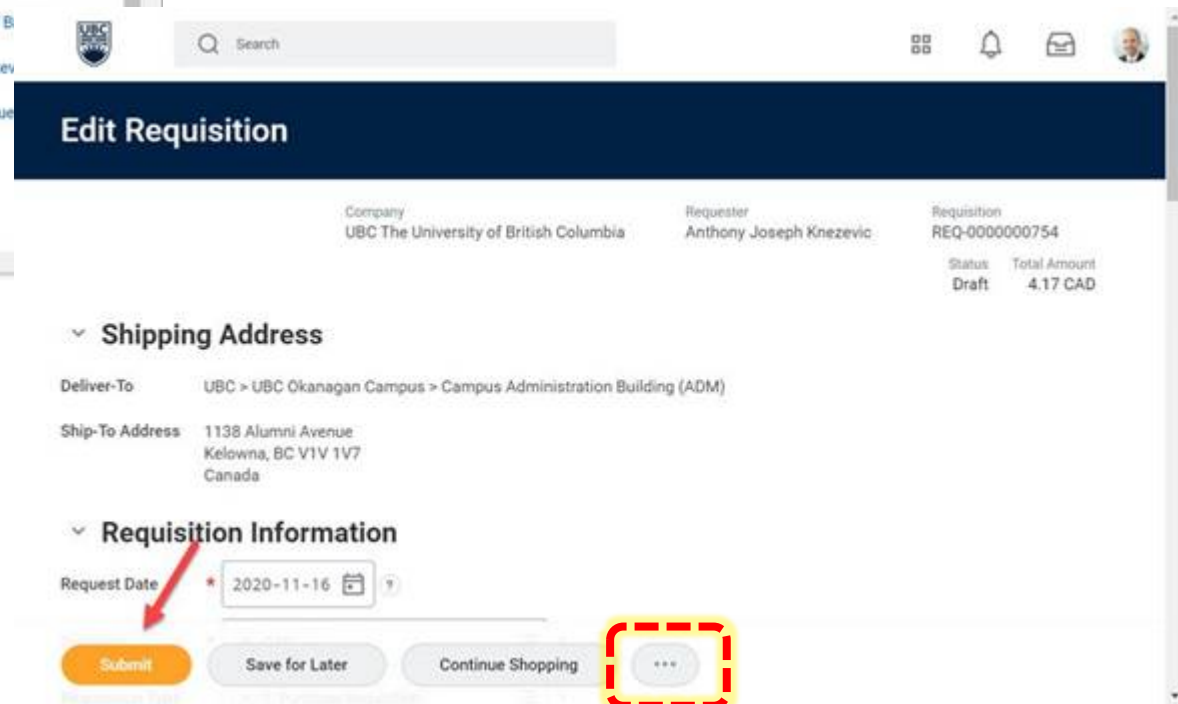 B
ev
ue
UBC
Search
Edit Requisition
Company
UBC The University of British Columbia
Requester
Anthony Joseph Knezevic
Requisition
REQ-0000000754
Status Total Amount
Draft 4.17 CAD
Shipping Address
Deliver-To UBC > UBC Okanagan Campus > Campus Administration Building (ADM)
Ship-To Address 1138 Alumni Avenue
Kelowna, BC V1V 1V7
Canada
Requisition Information
Request Date * 2020-11-16 ?
Submit Save for Later Continue Shopping ...